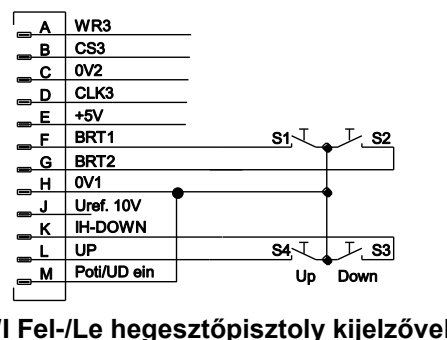 A WR3
B CS3
C 0V2
D CLK3
E +5V
F BRT1 S1 S2
G BRT2
H 0V1
J Uref. 10V
K IH-DOWN
L UP S4 S3
M Poti/UD ein Up Down
/I Fel-/Le hegesztőpisztoly kijelzővel